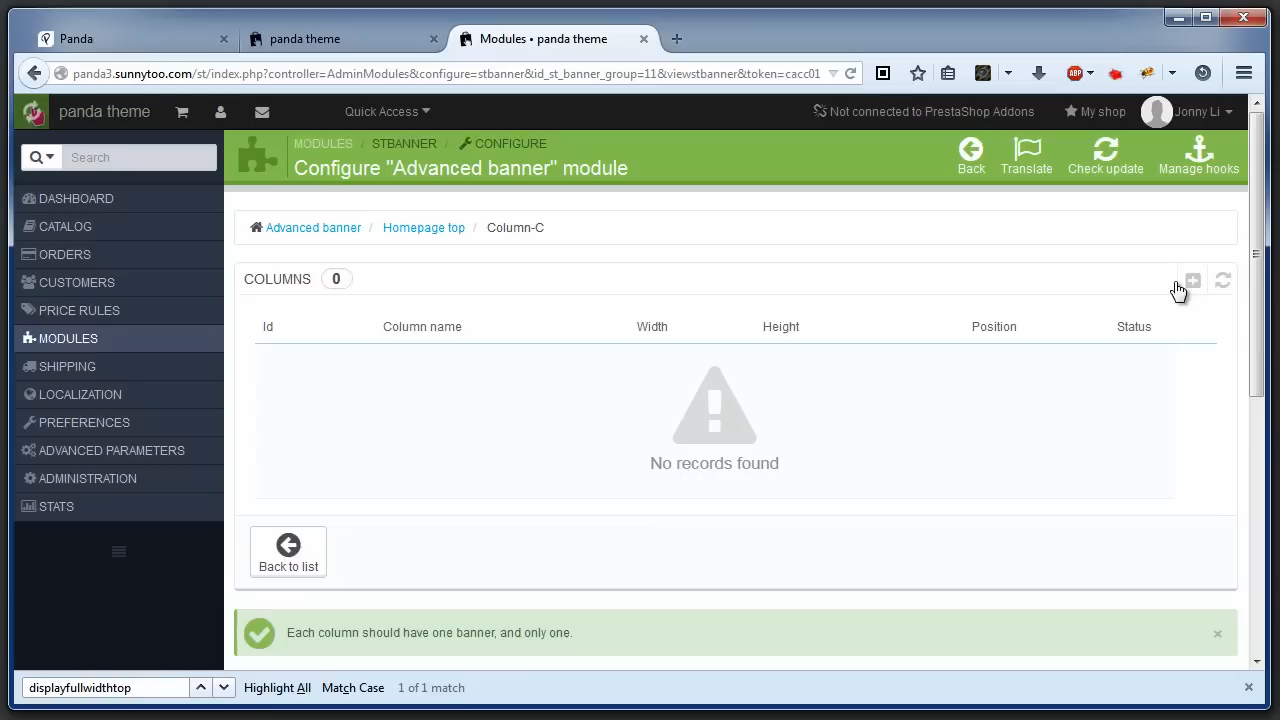 Panda × panda theme × Modules • panda theme ×
panda3.sunnytoo.com/st/index.php?controller=AdminModules&configure=stbanner&id_st_banner_group=11&viewstbanner&token=cacc01
ABP
panda theme Quick Access Not connected to PrestaShop Addons My shop Jonny Li
Search
MODULES / STBANNER / CONFIGURE
Configure "Advanced banner" module
Back Translate Check update Manage hooks
DASHBOARD
CATALOG
ORDERS
CUSTOMERS
PRICE RULES
MODULES
SHIPPING
LOCALIZATION
PREFERENCES
ADVANCED PARAMETERS
ADMINISTRATION
STATS
Advanced banner / Homepage top / Column-C
COLUMNS 0
Id Column name Width Height Position Status
No records found
Back to list
Each column should have one banner, and only one. ×
displayfullwidthtop Highlight All Match Case 1 of 1 match